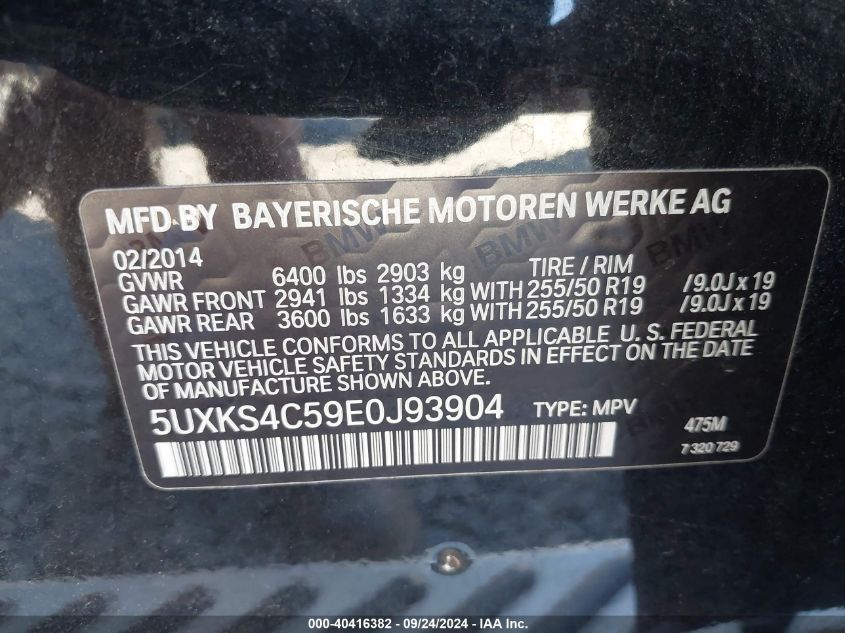 MFD BY BAYERISCHE MOTOREN WERKE AG
02/2014 TIRE / RIM
GVWR 6400 lbs 2903 kg
GAWR FRONT 2941 lbs 1334 kg WITH 255/50 R19 /9.0J x 19
GAWR REAR 3600 lbs 1633 kg WITH 255/50 R19 /9.0J x 19
THIS VEHICLE CONFORMS TO ALL APPLICABLE U. S. FEDERAL
MOTOR VEHICLE SAFETY STANDARDS IN EFFECT ON THE DATE
OF MANUFACTURE SHOWN ABOVE.
5UXKS4C59E0J93904 TYPE: MPV 475M
7 320 729
000-40416382 - 09/24/2024 - IAA Inc.